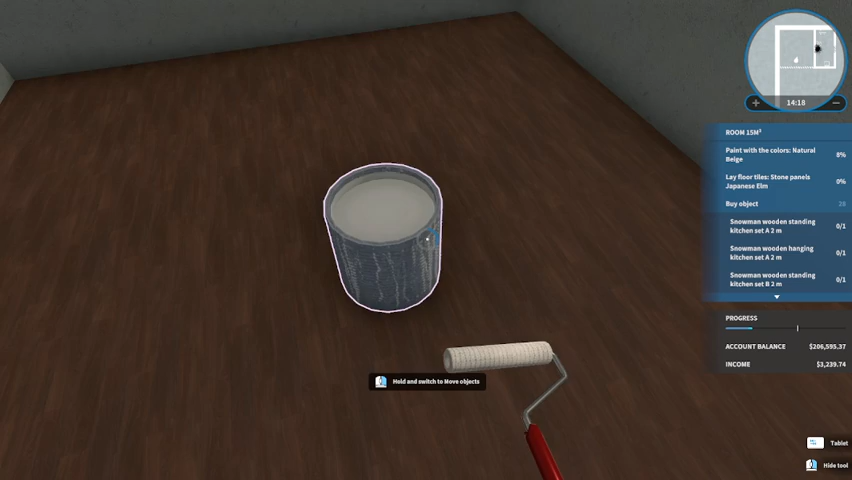 14:18
ROOM 15M²
Paint with the colors: Natural
Beige
8%
Lay floor tiles: Stone panels
Japanese Elm
0%
Buy object
28
Snowman wooden standing
kitchen set A 2 m
0/1
Snowman wooden hanging
kitchen set A 2 m
0/1
Snowman wooden standing
kitchen set B 2 m
0/1
PROGRESS
ACCOUNT BALANCE
$206,595.37
INCOME
$3,239.74
Hold and switch to Move objects
Tablet
Hide tool